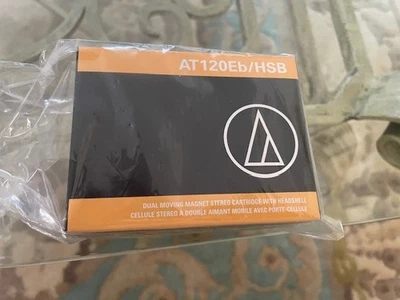 AT120Eb/HSB
DUAL MOVING MAGNET STEREO CARTRIDGE WITH HEADSHELL
CELLULE STÉRÉO À DOUBLE AIMANT MOBILE AVEC PORTE-CELLULE